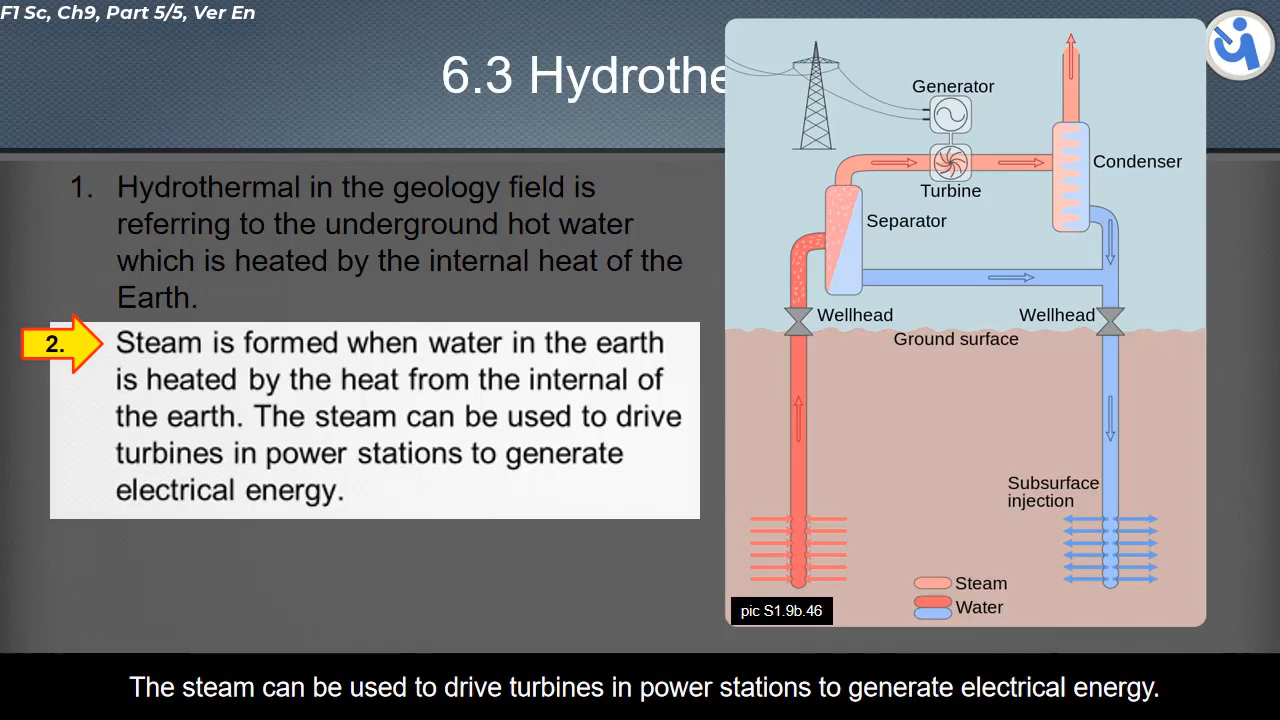 F1 Sc, Ch9, Part 5/5, Ver En
6.3 Hydrothe
1. Hydrothermal in the geology field is
referring to the underground hot water
which is heated by the internal heat of the
Earth.
2. Steam is formed when water in the earth
is heated by the heat from the internal of
the earth. The steam can be used to drive
turbines in power stations to generate
electrical energy.
Generator
Condenser
Turbine
Separator
Wellhead
Wellhead
Ground surface
Subsurface
injection
Steam
Water
pic S1.9b.46
The steam can be used to drive turbines in power stations to generate electrical energy.